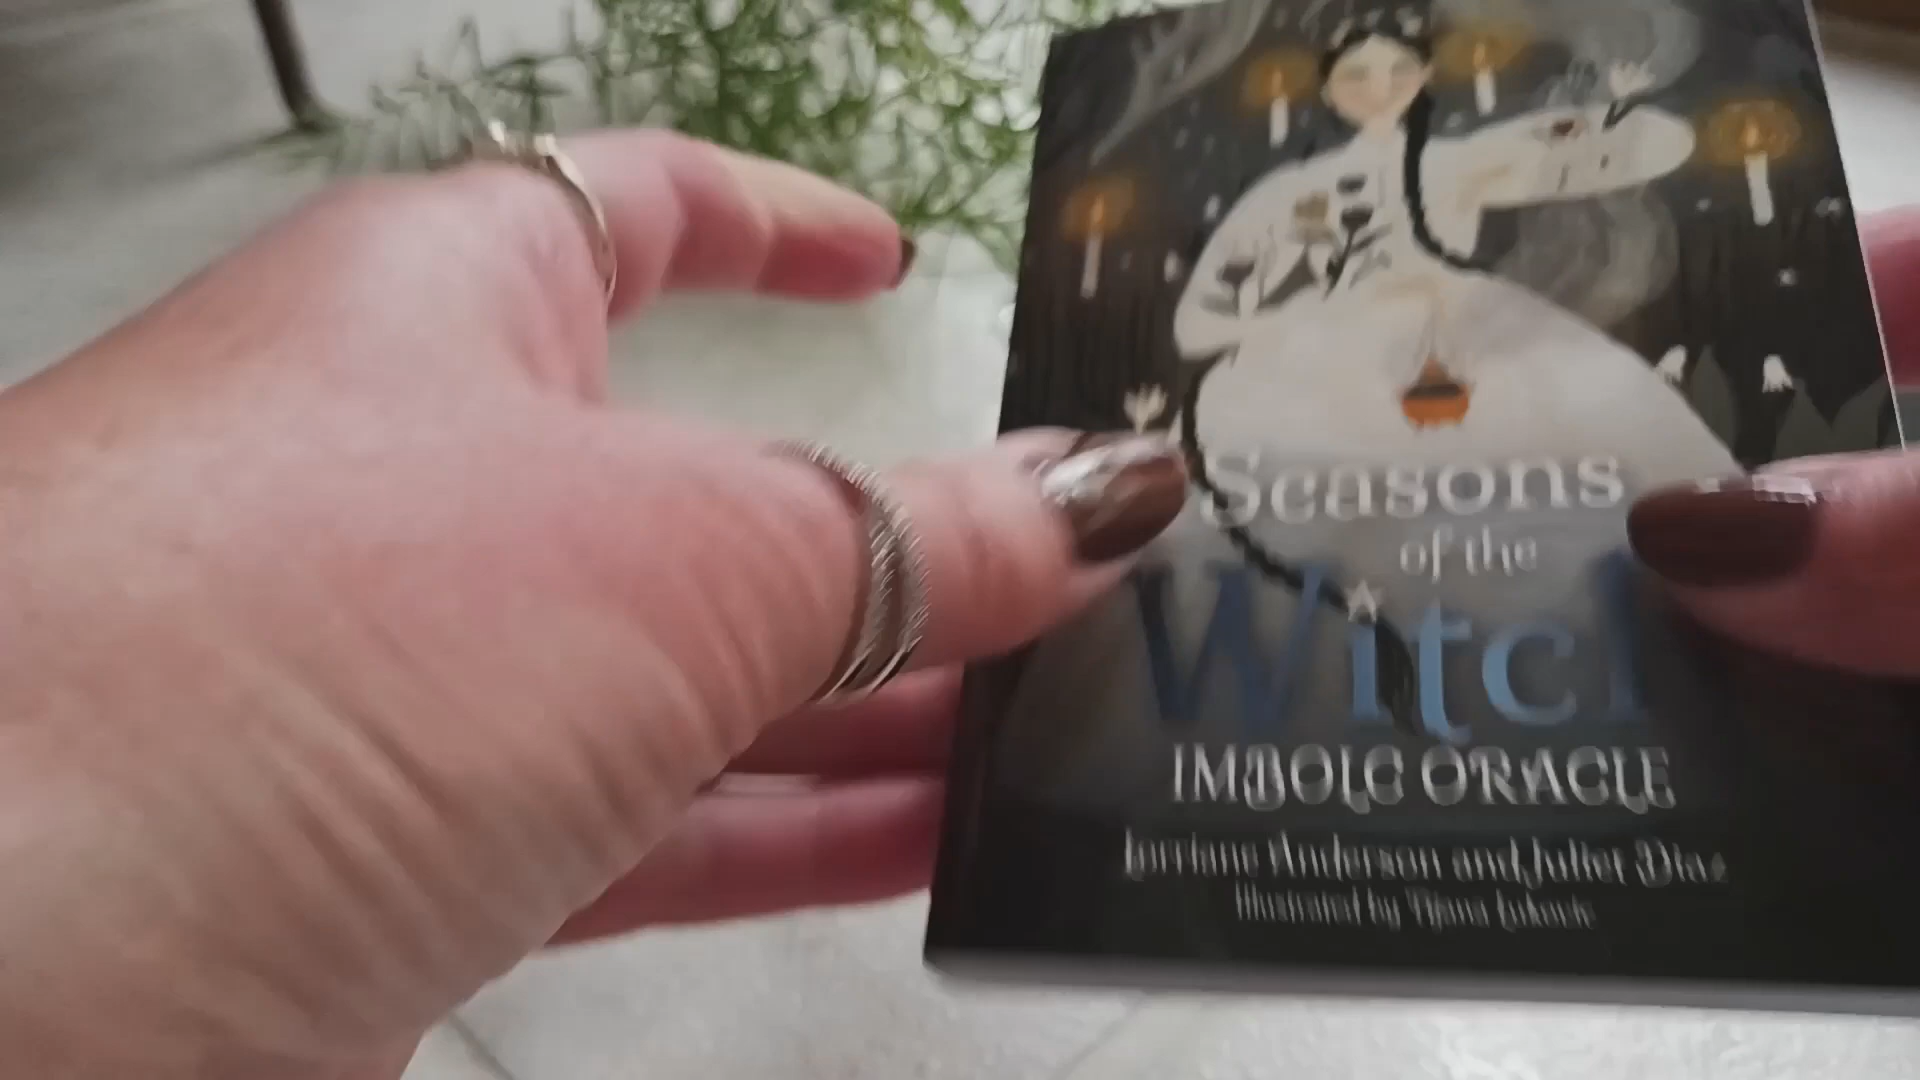 Seasons
of the
Witch
IMBOLC ORACLE
Lorriane Anderson and Juliet Diaz
Illustrated by Tijana Lukovic